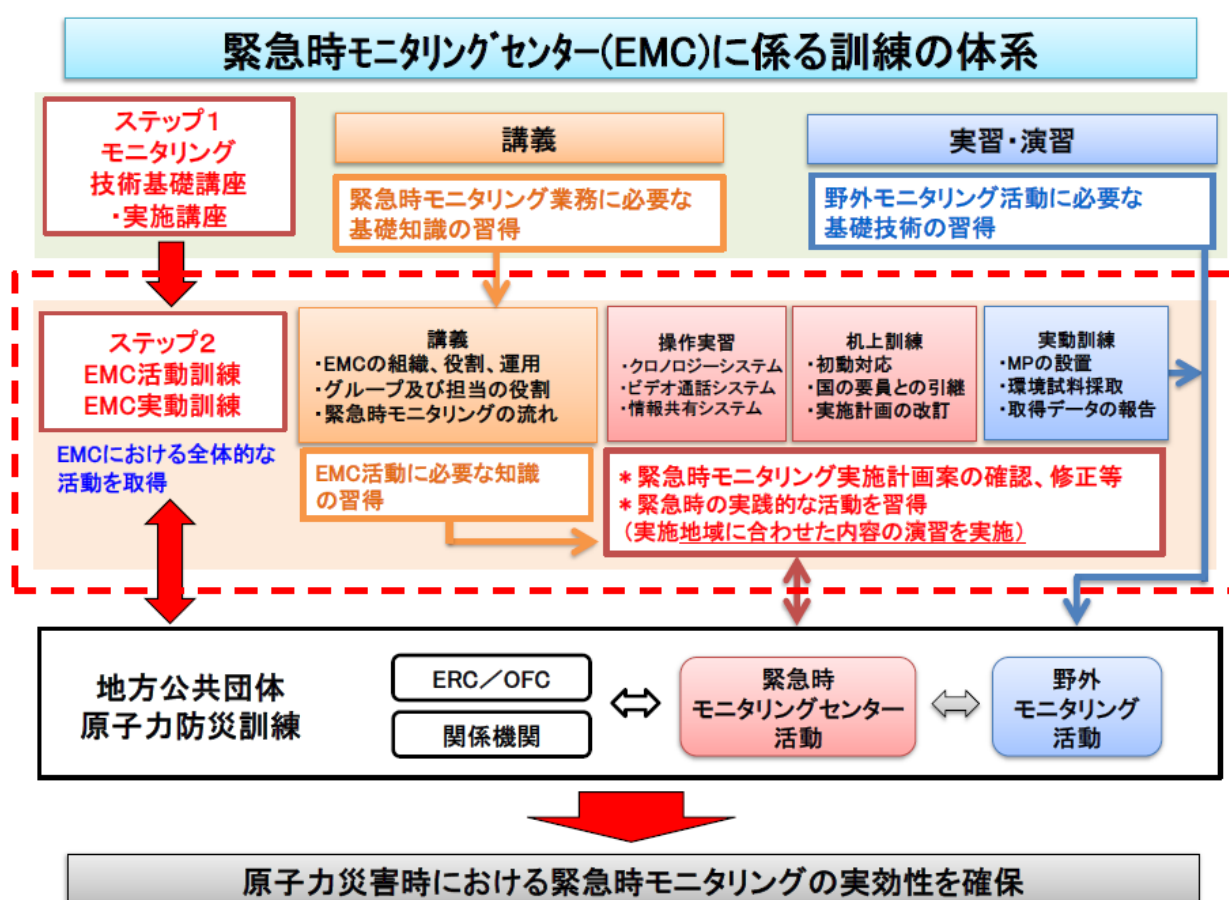 緊急時モニタリングセンター(EMC)に係る訓練の体系
ステップ1
モニタリング
技術基礎講座
・実施講座
講義
緊急時モニタリング業務に必要な
基礎知識の習得
実習・演習
野外モニタリング活動に必要な
基礎技術の習得
ステップ2
EMC活動訓練
EMC実動訓練
EMCにおける全体的な
活動を取得
講義
・EMCの組織、役割、運用
・グループ及び担当の役割
・緊急時モニタリングの流れ
操作実習
・クロノロジーシステム
・ビデオ通話システム
・情報共有システム
机上訓練
・初動対応
・国の要員との引継
・実施計画の改訂
実動訓練
・MPの設置
・環境試料採取
・取得データの報告
EMC活動に必要な知識
の習得
＊緊急時モニタリング実施計画案の確認、修正等
＊緊急時の実践的な活動を習得
(実施地域に合わせた内容の演習を実施)
地方公共団体
原子力防災訓練
ERC／OFC
関係機関
緊急時
モニタリングセンター
活動
野外
モニタリング
活動
原子力災害時における緊急時モニタリングの実効性を確保